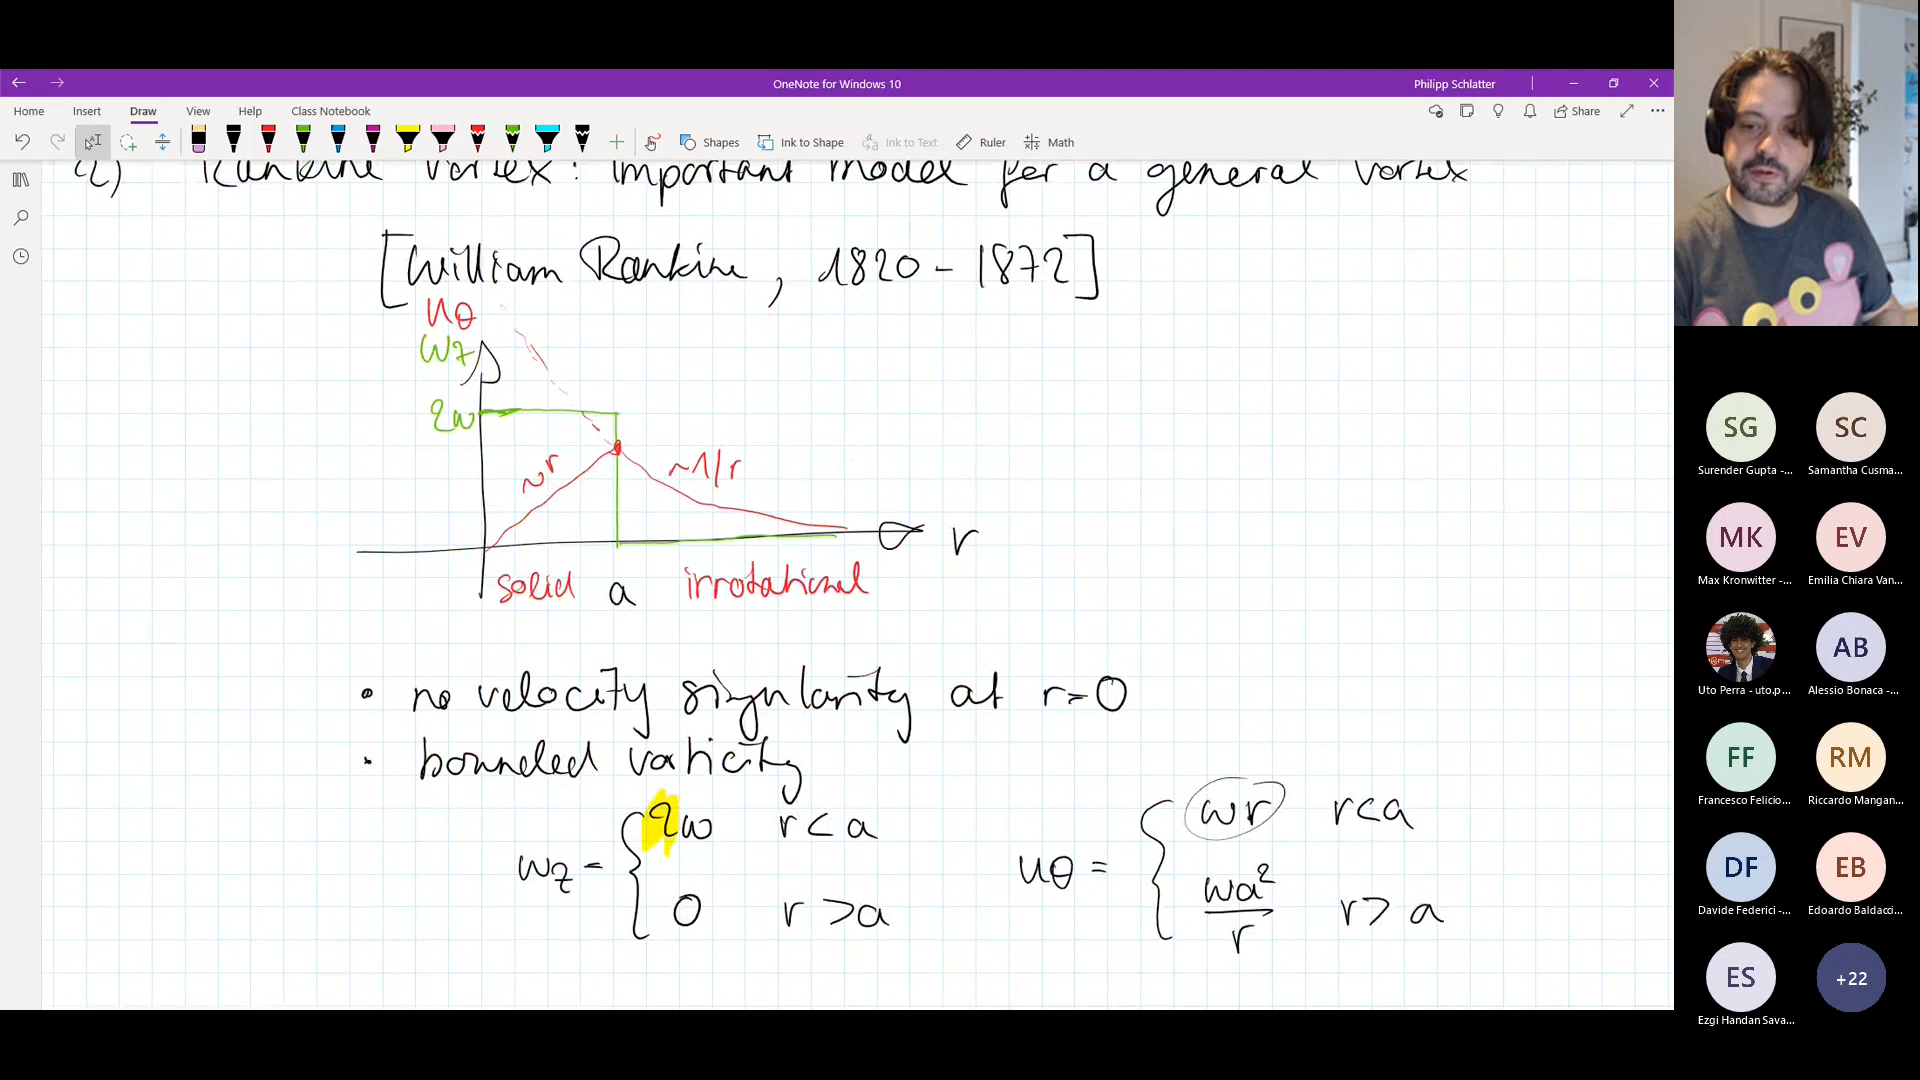 OneNote for Windows 10
Philipp Schlatter
Home Insert Draw View Help Class Notebook
Share
Shapes Ink to Shape Ink to Text Ruler Math
2) Rankine Vortex: important model for a general vortex
[William Rankine, 1820 - 1872]
uθ
ωz
2ω
~r
~1/r
r
solid a irrotational
• no velocity singularity at r=0
• bounded vorticity
ωz = { 2ω r < a
0 r > a
uθ = { ωr r < a
ωa²/r r > a
SG
Surender Gupta -...
SC
Samantha Cusma...
MK
Max Kronwitter -...
EV
Emilia Chiara Van...
Uto Perra - uto.p...
AB
Alessio Bonaca -...
FF
Francesco Felicio...
RM
Riccardo Mangan...
DF
Davide Federici -...
EB
Edoardo Baldacci...
ES
Ezgi Handan Sava...
+22